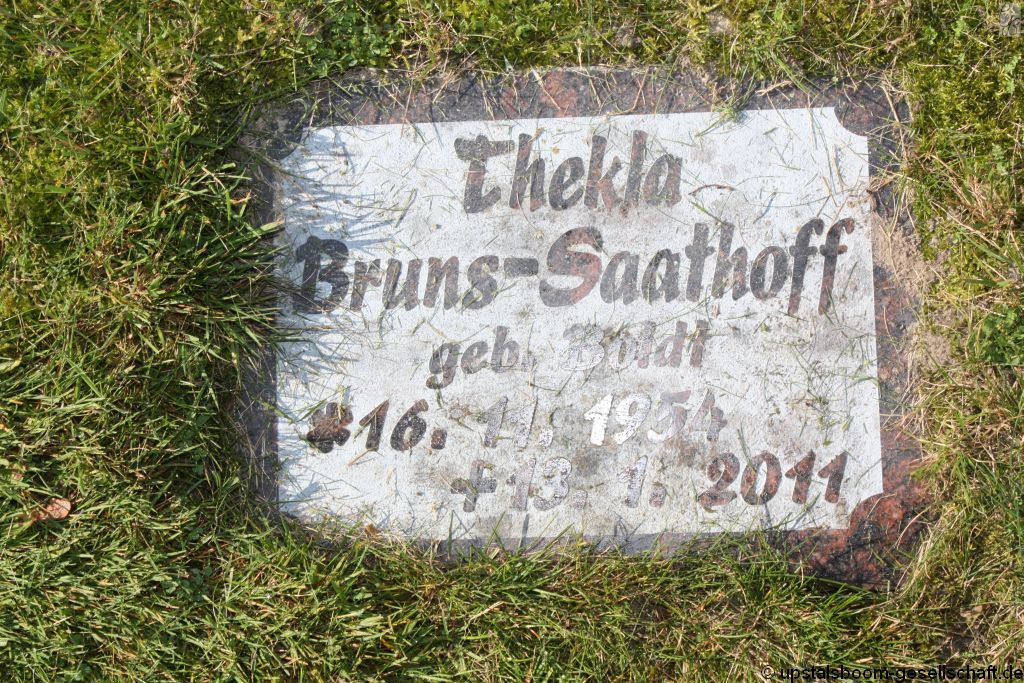 Thekla
Bruns-Saathoff
geb. Boldt
* 16. 11. 1954
+ 13. 1. 2011
© upstalsboom-gesellschaft.de